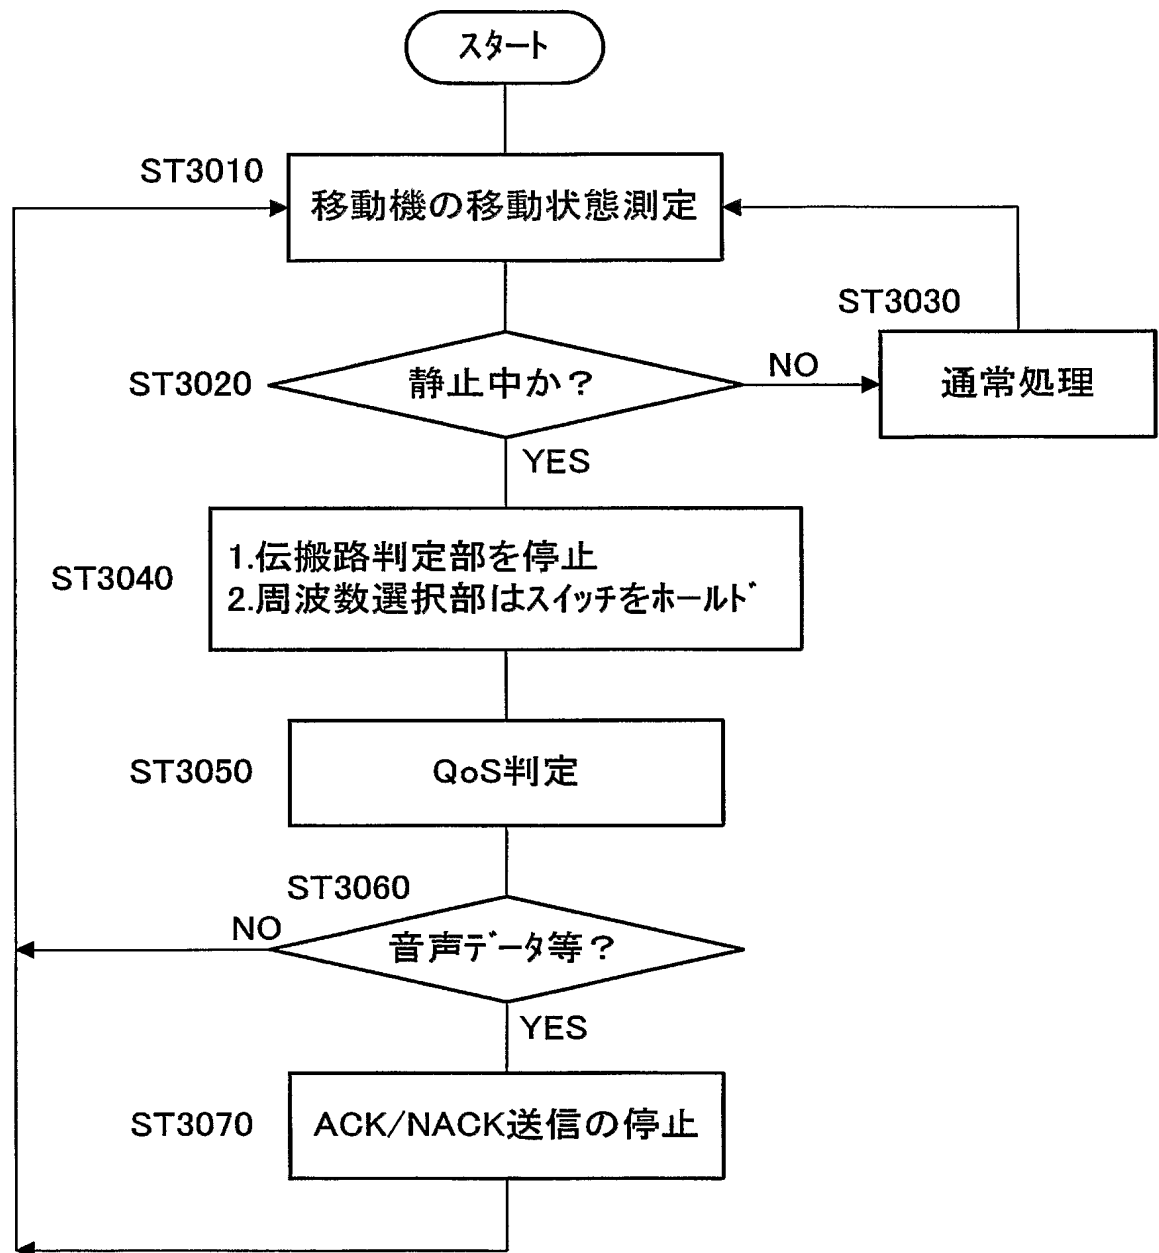 スタート
ST3010
移動機の移動状態測定
ST3030
ST3020
静止中か？
NO
通常処理
YES
ST3040
1.伝搬路判定部を停止
2.周波数選択部はスイッチをホールド
ST3050
QoS判定
ST3060
NO
音声データ等？
YES
ST3070
ACK/NACK送信の停止